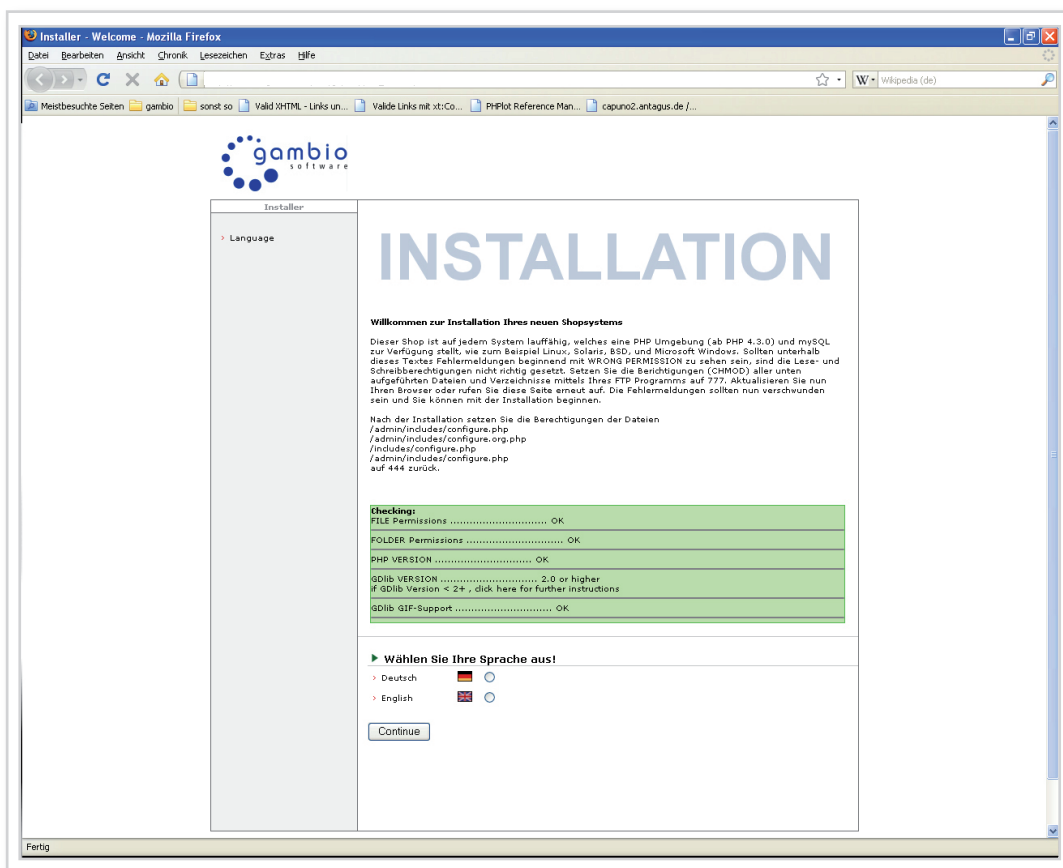 Installer - Welcome - Mozilla Firefox
Datei Bearbeiten Ansicht Chronik Lesezeichen Extras Hilfe
W Wikipedia (de)
Meistbesuchte Seiten gambio sonst so Valid XHTML - Links un... Valide Links mit xt:Co... PHPlot Reference Man... capuno2.antagus.de /...
gambio
software
Installer
> Language
INSTALLATION
Willkommen zur Installation Ihres neuen Shopsystems
Dieser Shop ist auf jedem System lauffähig, welches eine PHP Umgebung (ab PHP 4.3.0) und mySQL
zur Verfügung stellt, wie zum Beispiel Linux, Solaris, BSD, und Microsoft Windows. Sollten unterhalb
dieses Textes Fehlermeldungen beginnend mit WRONG PERMISSION zu sehen sein, sind die Lese- und
Schreibberechtigungen nicht richtig gesetzt. Setzen Sie die Berichtigungen (CHMOD) aller unten
aufgeführten Dateien und Verzeichnisse mittels Ihres FTP Programms auf 777. Aktualisieren Sie nun
Ihren Browser oder rufen Sie diese Seite erneut auf. Die Fehlermeldungen sollten nun verschwunden
sein und Sie können mit der Installation beginnen.
Nach der Installation setzen Sie die Berechtigungen der Dateien
/admin/includes/configure.php
/admin/includes/configure.org.php
/includes/configure.php
/admin/includes/configure.php
auf 444 zurück.
Checking:
FILE Permissions .............................. OK
FOLDER Permissions .............................. OK
PHP VERSION .............................. OK
GDlib VERSION .............................. 2.0 or higher
if GDlib Version < 2+ , click here for further instructions
GDlib GIF-Support .............................. OK
Wählen Sie Ihre Sprache aus!
> Deutsch
> English
Continue
Fertig